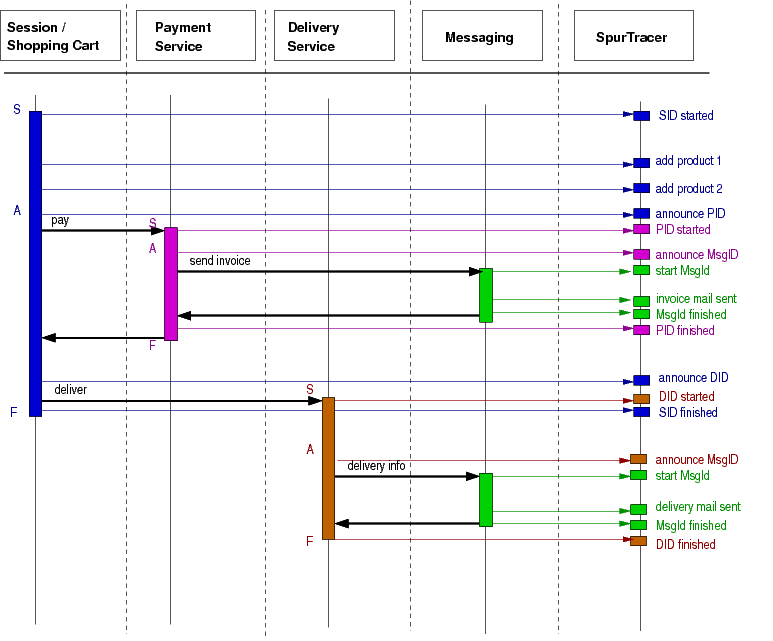 Session /
Shopping Cart
Payment
Service
Delivery
Service
Messaging
SpurTracer
S
SID started
add product 1
add product 2
A
announce PID
pay
S
PID started
A
announce MsgID
send invoice
start MsgId
invoice mail sent
MsgId finished
PID finished
F
announce DID
deliver
S
DID started
F
SID finished
A
announce MsgID
delivery info
start MsgId
delivery mail sent
MsgId finished
F
DID finished